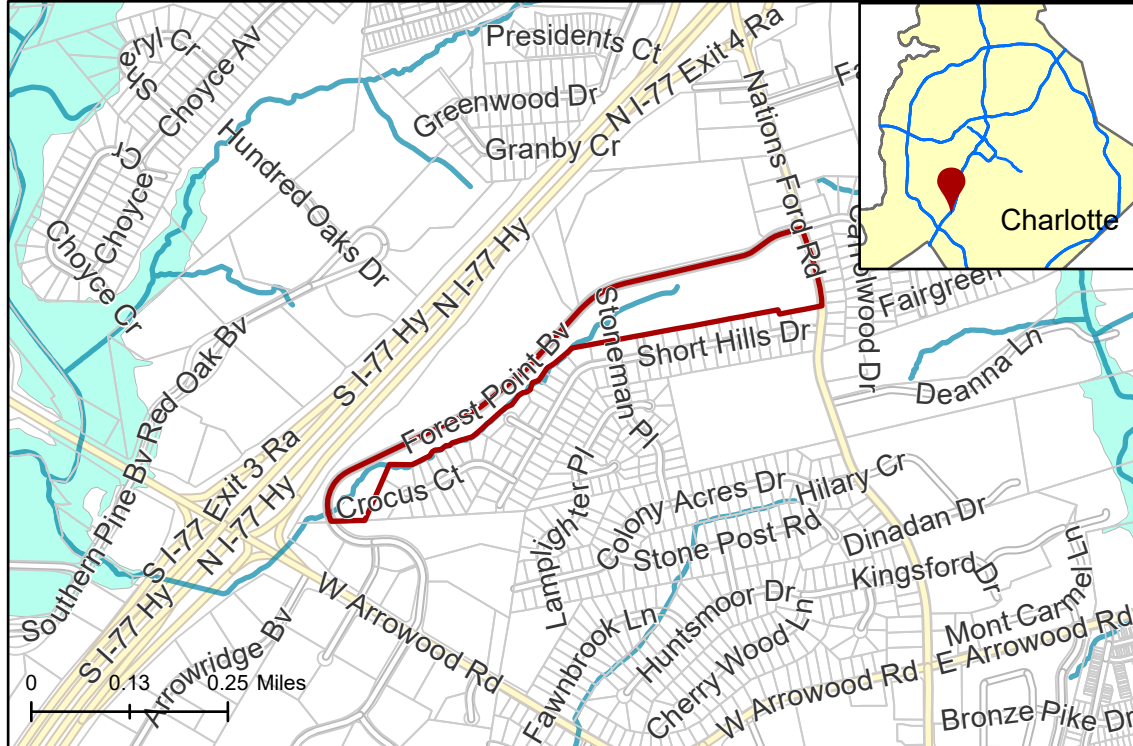 Presidents Ct
N I-77 Exit 4 Ra
Sheryl Cr
Choyce Av
Greenwood Dr
Granby Cr
Nations Ford Rd
Fa
Charlotte
Hundred Oaks Dr
Choyce Cr
Choyce Cr
N I-77 Hy
S I-77 Hy
Carrolwood Dr
Fairgreen
Stoneman Pl
Short Hills Dr
Deanna Ln
Forest Point Bv
Red Oak Bv
Southern Pine Bv
S I-77 Exit 3 Ra
N I-77 Hy
S I-77 Hy
Crocus Ct
Lamplighter Pl
Colony Acres Dr
Hilary Cr
Stone Post Rd
Dinadan Dr
Kingsford Dr
Huntsmoor Dr
Mont Carmel Ln
W Arrowood Rd
Arrowridge Bv
Fawnbrook Ln
Cherry Wood Ln
W Arrowood Rd
E Arrowood Rd
Bronze Pike Dr
0 0.13 0.25 Miles